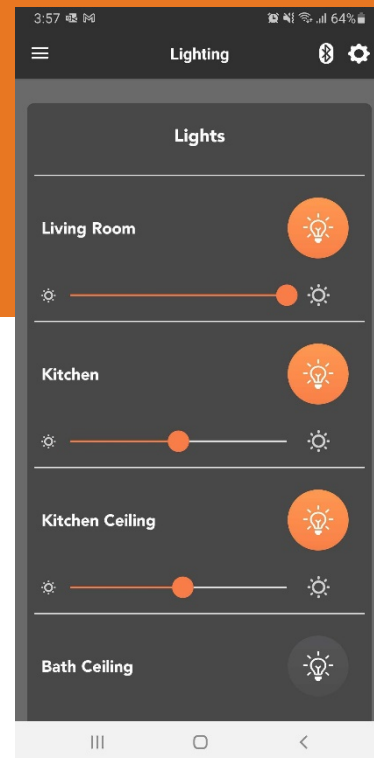 3:57 64%
Lighting
Lights
Living Room
Kitchen
Kitchen Ceiling
Bath Ceiling